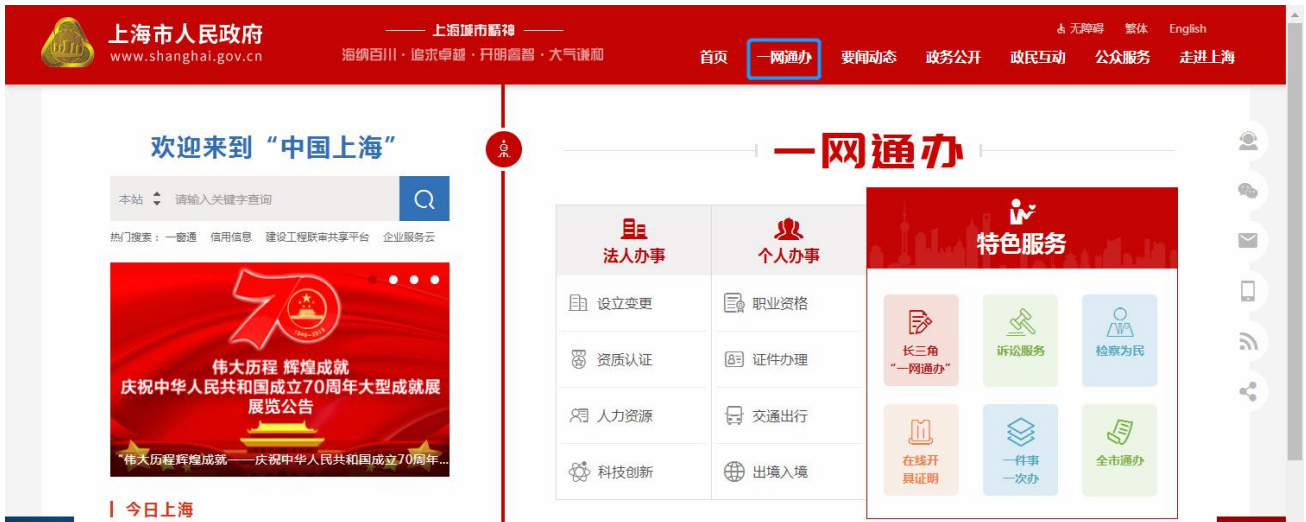 上海市人民政府
www.shanghai.gov.cn
上海城市精神
海纳百川·追求卓越·开明睿智·大气谦和
无障碍 繁体 English
首页 一网通办 要闻动态 政务公开 政民互动 公众服务 走进上海
欢迎来到“中国上海”
本站 请输入关键字查询
热门搜索：一窗通 信用信息 建设工程联审共享平台 企业服务云
70
1949-2019
伟大历程 辉煌成就
庆祝中华人民共和国成立70周年大型成就展
展览公告
“伟大历程辉煌成就——庆祝中华人民共和国成立70周年...
今日上海
一网通办
法人办事
设立变更
资质认证
人力资源
科技创新
个人办事
职业资格
证件办理
交通出行
出境入境
特色服务
长三角
“一网通办”
诉讼服务
检察为民
在线开
具证明
一件事
一次办
全市通办